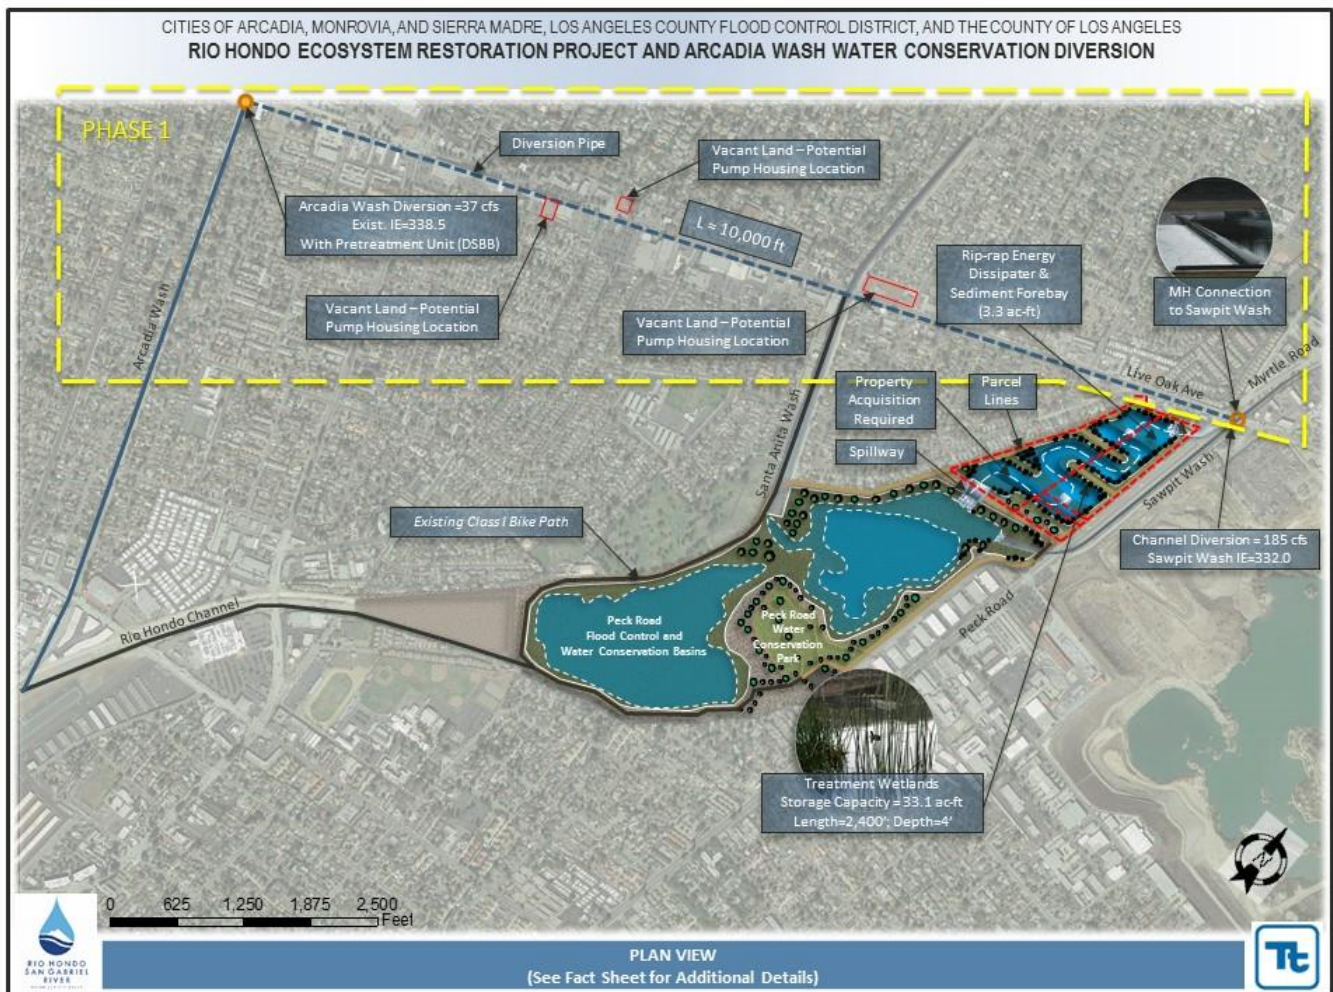 CITIES OF ARCADIA, MONROVIA, AND SIERRA MADRE, LOS ANGELES COUNTY FLOOD CONTROL DISTRICT, AND THE COUNTY OF LOS ANGELES
RIO HONDO ECOSYSTEM RESTORATION PROJECT AND ARCADIA WASH WATER CONSERVATION DIVERSION
PHASE 1
Diversion Pipe
Vacant Land – Potential
Pump Housing Location
Arcadia Wash Diversion =37 cfs
Exist. IE=338.5
With Pretreatment Unit (DSBB)
L = 10,000 ft
Rip-rap Energy
Dissipater &
Sediment Forebay
(3.3 ac-ft)
MH Connection
to Sawpit Wash
Vacant Land – Potential
Pump Housing Location
Vacant Land – Potential
Pump Housing Location
Arcadia Wash
Live Oak Ave
Myrtle Road
Property
Acquisition
Required
Parcel
Lines
Spillway
Santa Anita Wash
Sawpit Wash
Existing Class I Bike Path
Channel Diversion = 185 cfs
Sawpit Wash IE=332.0
Rio Hondo Channel
Peck Road
Flood Control and
Water Conservation Basins
Peck Road
Water
Conservation
Park
Peck Road
Treatment Wetlands
Storage Capacity = 33.1 ac-ft
Length=2,400'; Depth=4'
0 625 1,250 1,875 2,500
Feet
RIO HONDO
SAN GABRIEL
RIVER
PLAN VIEW
(See Fact Sheet for Additional Details)
Tt